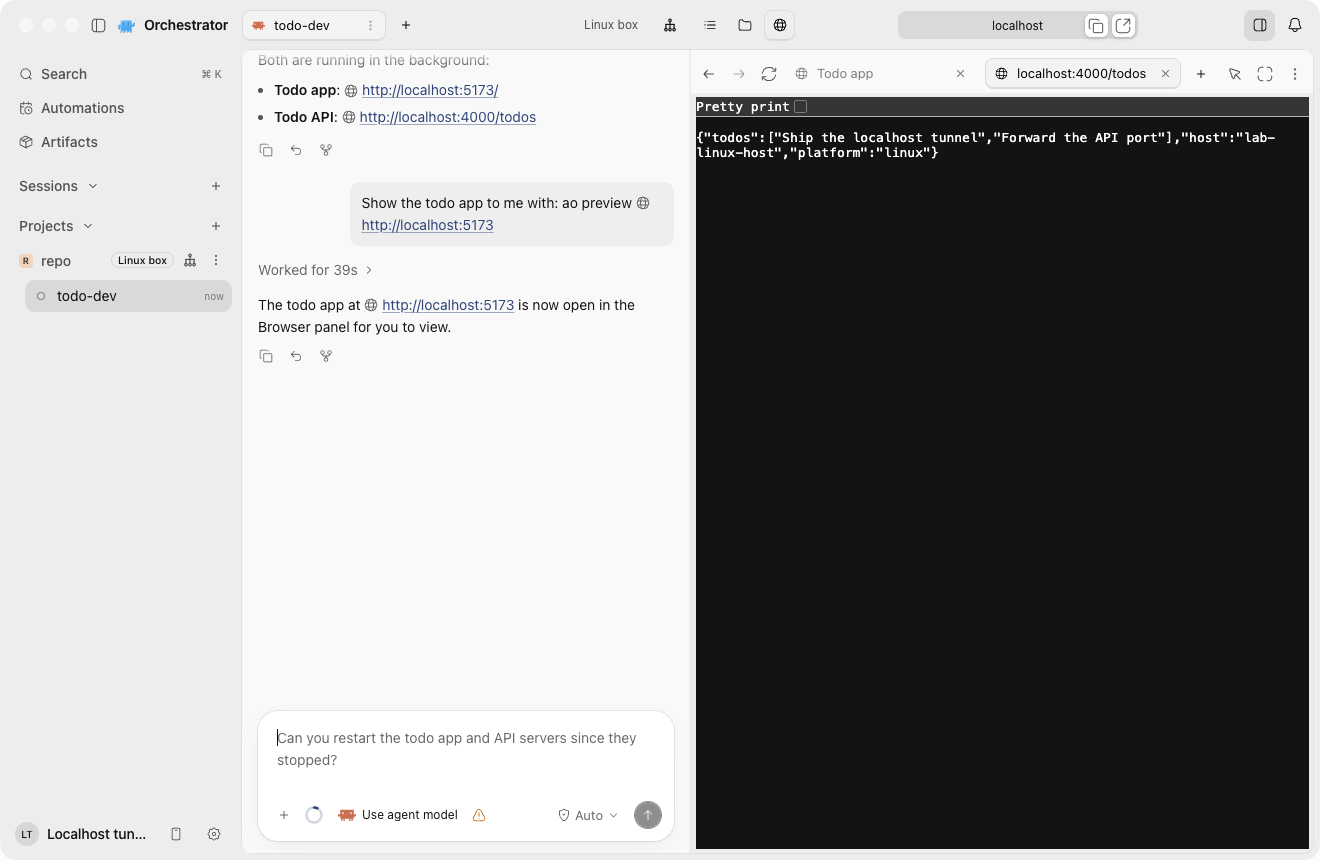 Orchestrator
todo-dev
Linux box
localhost
Search
⌘ K
Automations
Artifacts
Sessions
Projects
R
repo
Linux box
todo-dev
now
LT
Localhost tun...
Both are running in the background:
• Todo app: http://localhost:5173/
• Todo API: http://localhost:4000/todos
Show the todo app to me with: ao preview
http://localhost:5173
Worked for 39s
The todo app at http://localhost:5173 is now open in the
Browser panel for you to view.
Can you restart the todo app and API servers since they
stopped?
Use agent model
Auto
Todo app
localhost:4000/todos
Pretty print
{"todos":["Ship the localhost tunnel","Forward the API port"],"host":"lab-
linux-host","platform":"linux"}